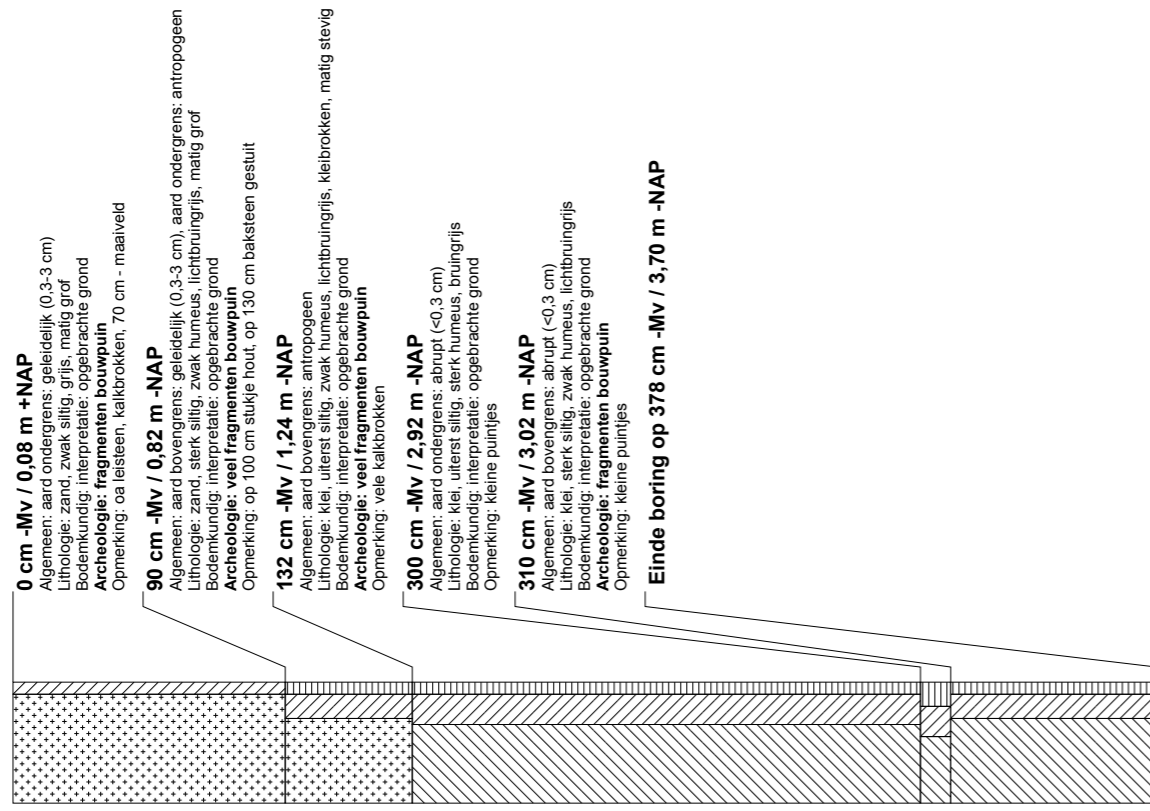 0 cm -Mv / 0,08 m +NAP
Algemeen: aard ondergrens: geleidelijk (0,3-3 cm)
Lithologie: zand, zwak siltig, grijs, matig grof
Bodemkundig: interpretatie: opgebrachte grond
Archeologie: fragmenten bouwpuin
Opmerking: oa leisteen, kalkbrokken, 70 cm - maaiveld
90 cm -Mv / 0,82 m -NAP
Algemeen: aard bovengrens: geleidelijk (0,3-3 cm), aard ondergrens: antropogeen
Lithologie: zand, sterk siltig, zwak humeus, lichtbruingrijs, matig grof
Bodemkundig: interpretatie: opgebrachte grond
Archeologie: veel fragmenten bouwpuin
Opmerking: op 100 cm stukje hout, op 130 cm baksteen gestuit
132 cm -Mv / 1,24 m -NAP
Algemeen: aard bovengrens: antropogeen
Lithologie: klei, uiterst siltig, zwak humeus, lichtbruingrijs, kleibrokken, matig stevig
Bodemkundig: interpretatie: opgebrachte grond
Archeologie: veel fragmenten bouwpuin
Opmerking: vele kalkbrokken
300 cm -Mv / 2,92 m -NAP
Algemeen: aard ondergrens: abrupt (<0,3 cm)
Lithologie: klei, uiterst siltig, sterk humeus, bruingrijs
Bodemkundig: interpretatie: opgebrachte grond
Opmerking: kleine puintjes
310 cm -Mv / 3,02 m -NAP
Algemeen: aard bovengrens: abrupt (<0,3 cm)
Lithologie: klei, sterk siltig, zwak humeus, lichtbruingrijs
Bodemkundig: interpretatie: opgebrachte grond
Archeologie: fragmenten bouwpuin
Opmerking: kleine puintjes
Einde boring op 378 cm -Mv / 3,70 m -NAP